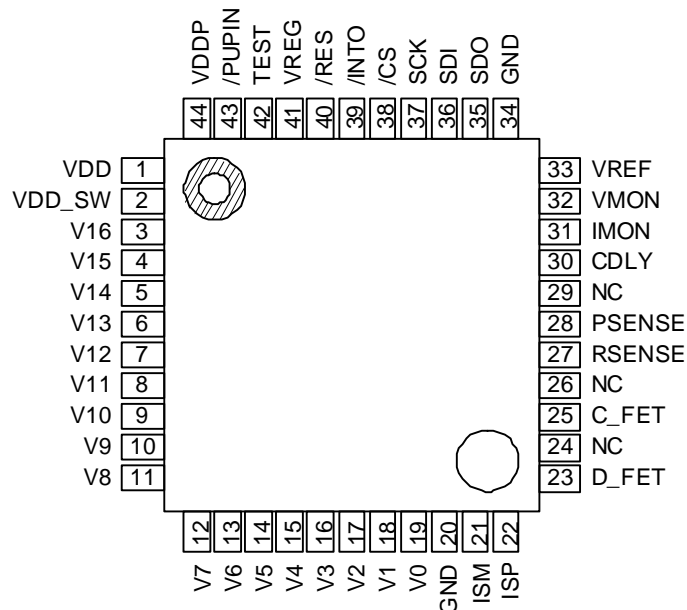 VDDP /PUPIN TEST VREG /RES /INTO /CS SCK SDI SDO GND
44 43 42 41 40 39 38 37 36 35 34
VDD 1 33 VREF
VDD_SW 2 32 VMON
V16 3 31 IMON
V15 4 30 CDLY
V14 5 29 NC
V13 6 28 PSENSE
V12 7 27 RSENSE
V11 8 26 NC
V10 9 25 C_FET
V9 10 24 NC
V8 11 23 D_FET
12 13 14 15 16 17 18 19 20 21 22
V7 V6 V5 V4 V3 V2 V1 V0 GND ISM ISP